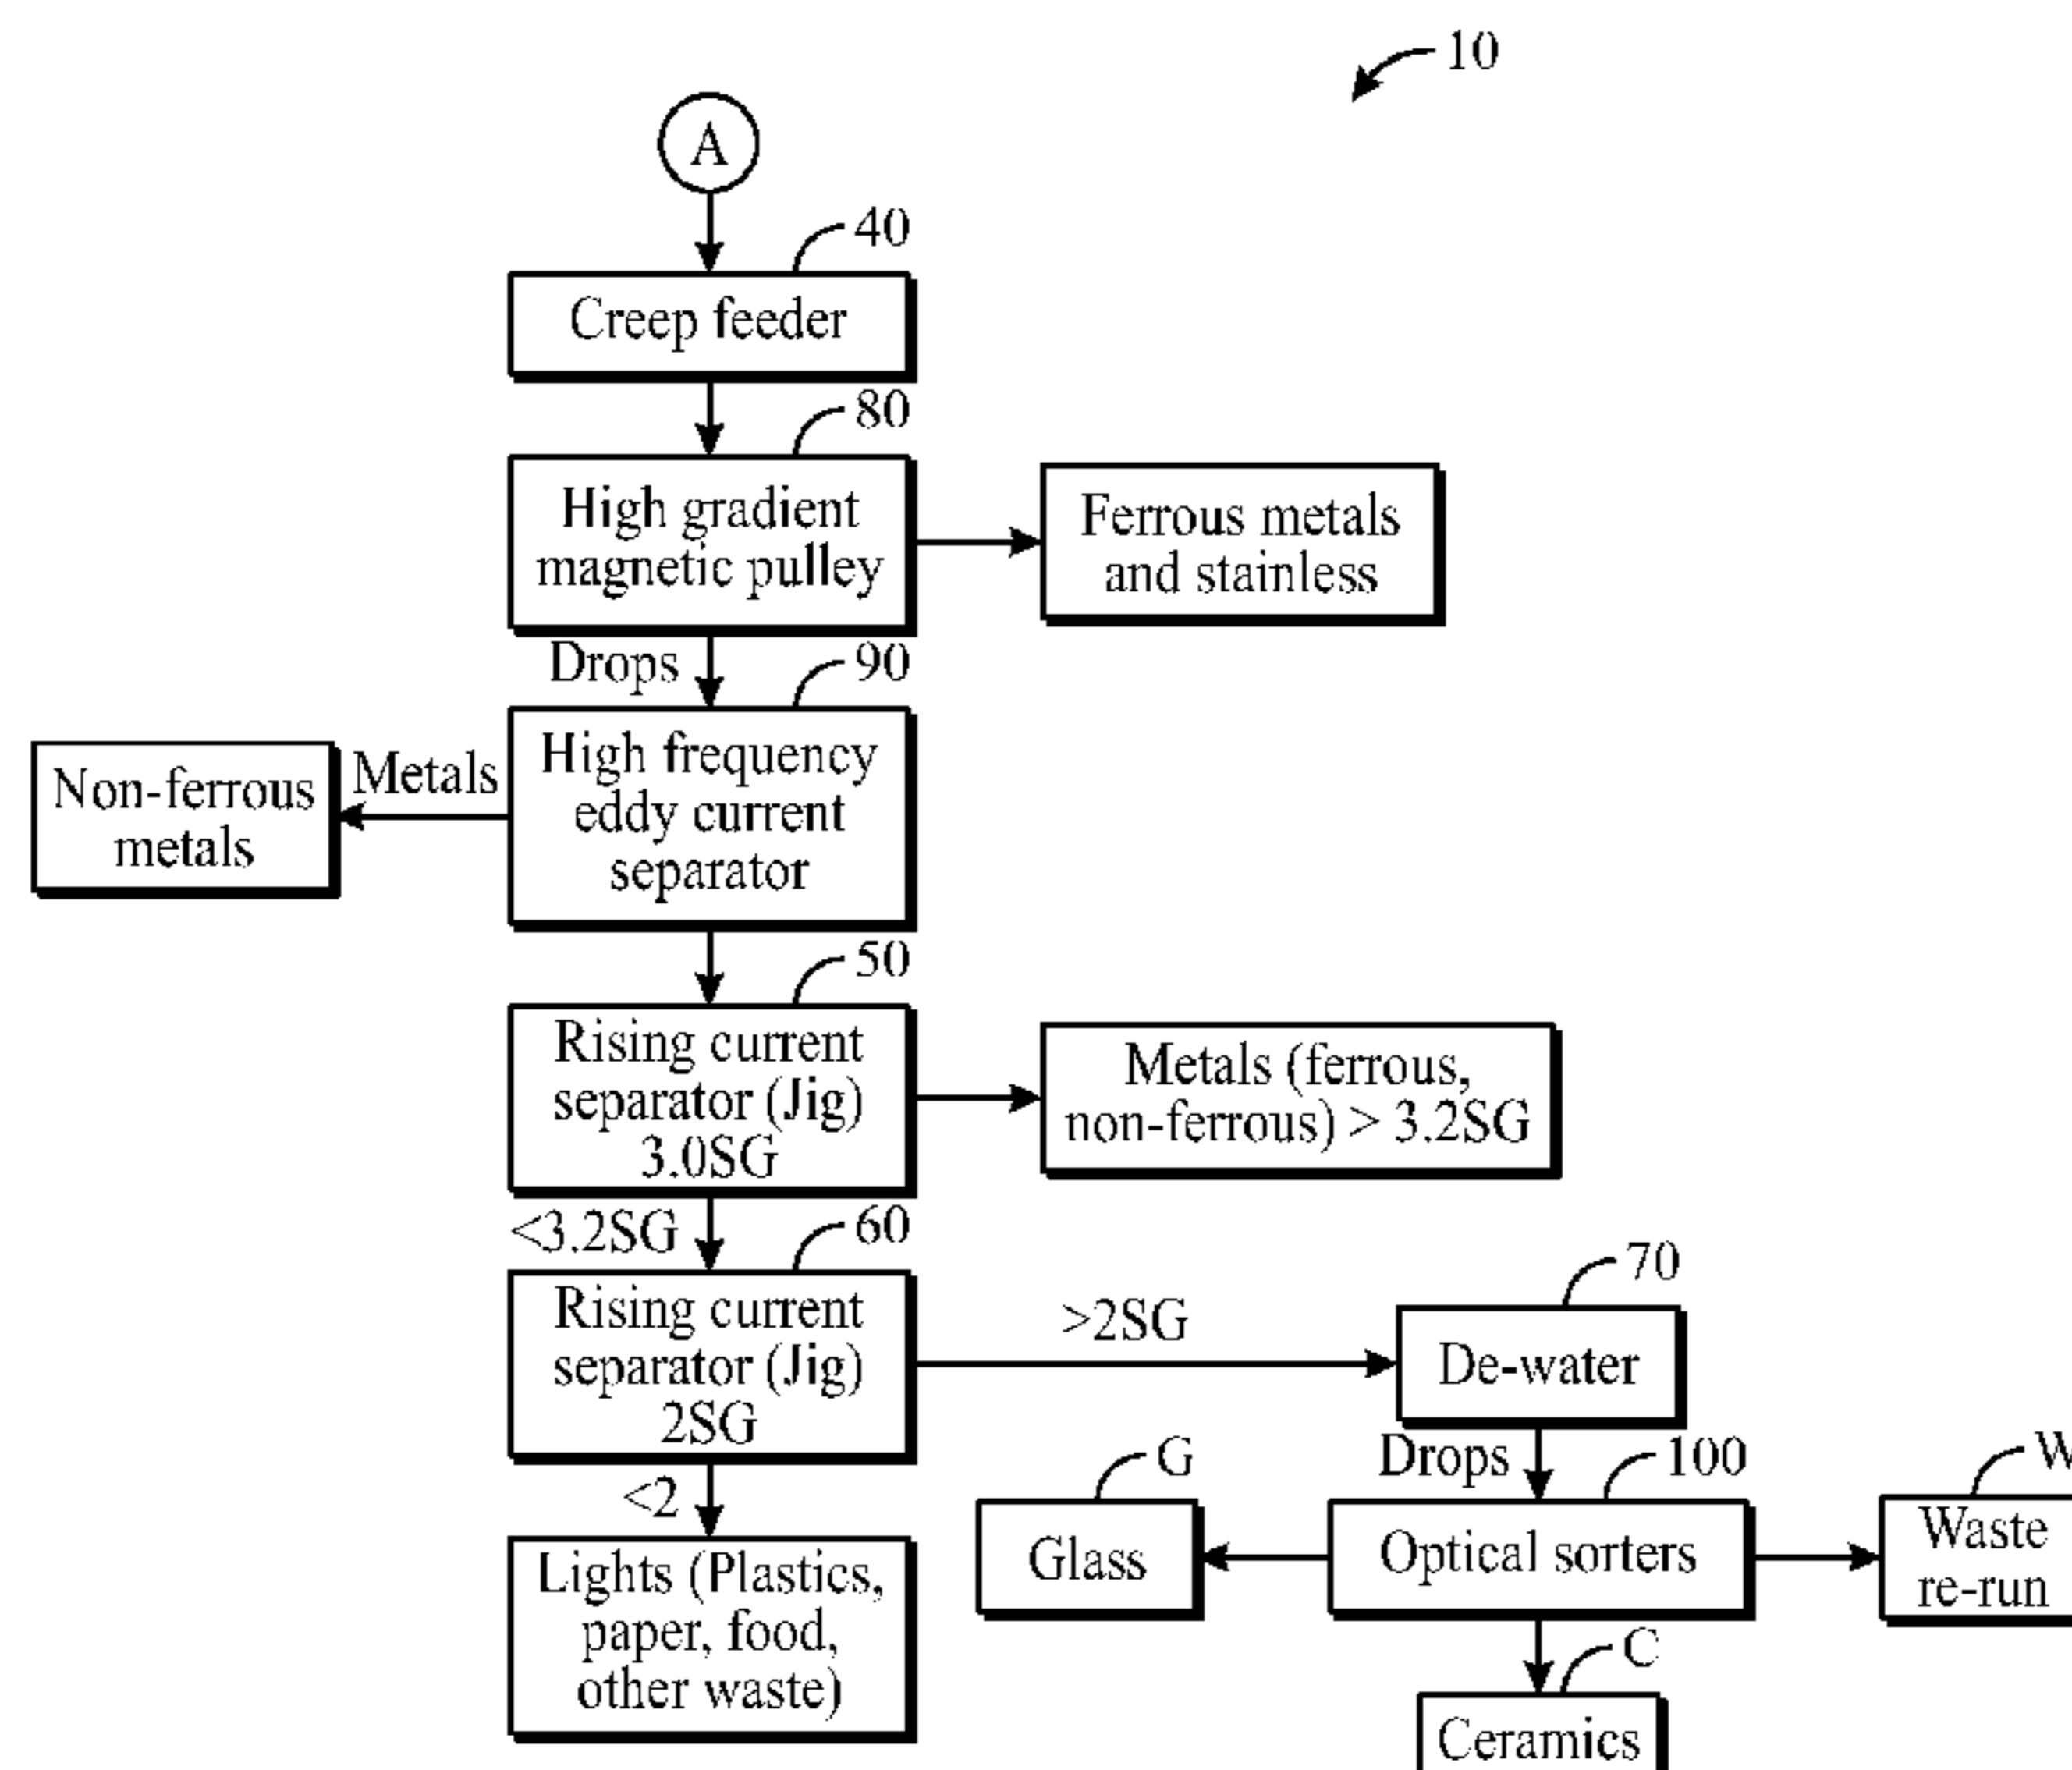 10
A
40
Creep feeder
80
High gradient
magnetic pulley
Ferrous metals
and stainless
Drops
90
High frequency
eddy current
separator
Metals
Non-ferrous
metals
50
Rising current
separator (Jig)
3.0SG
Metals (ferrous,
non-ferrous) > 3.2SG
<3.2SG
60
Rising current
separator (Jig)
2SG
>2SG
70
De-water
<2
Lights (Plastics,
paper, food,
other waste)
Drops
100
Optical sorters
G
Glass
W
Waste
re-run
C
Ceramics